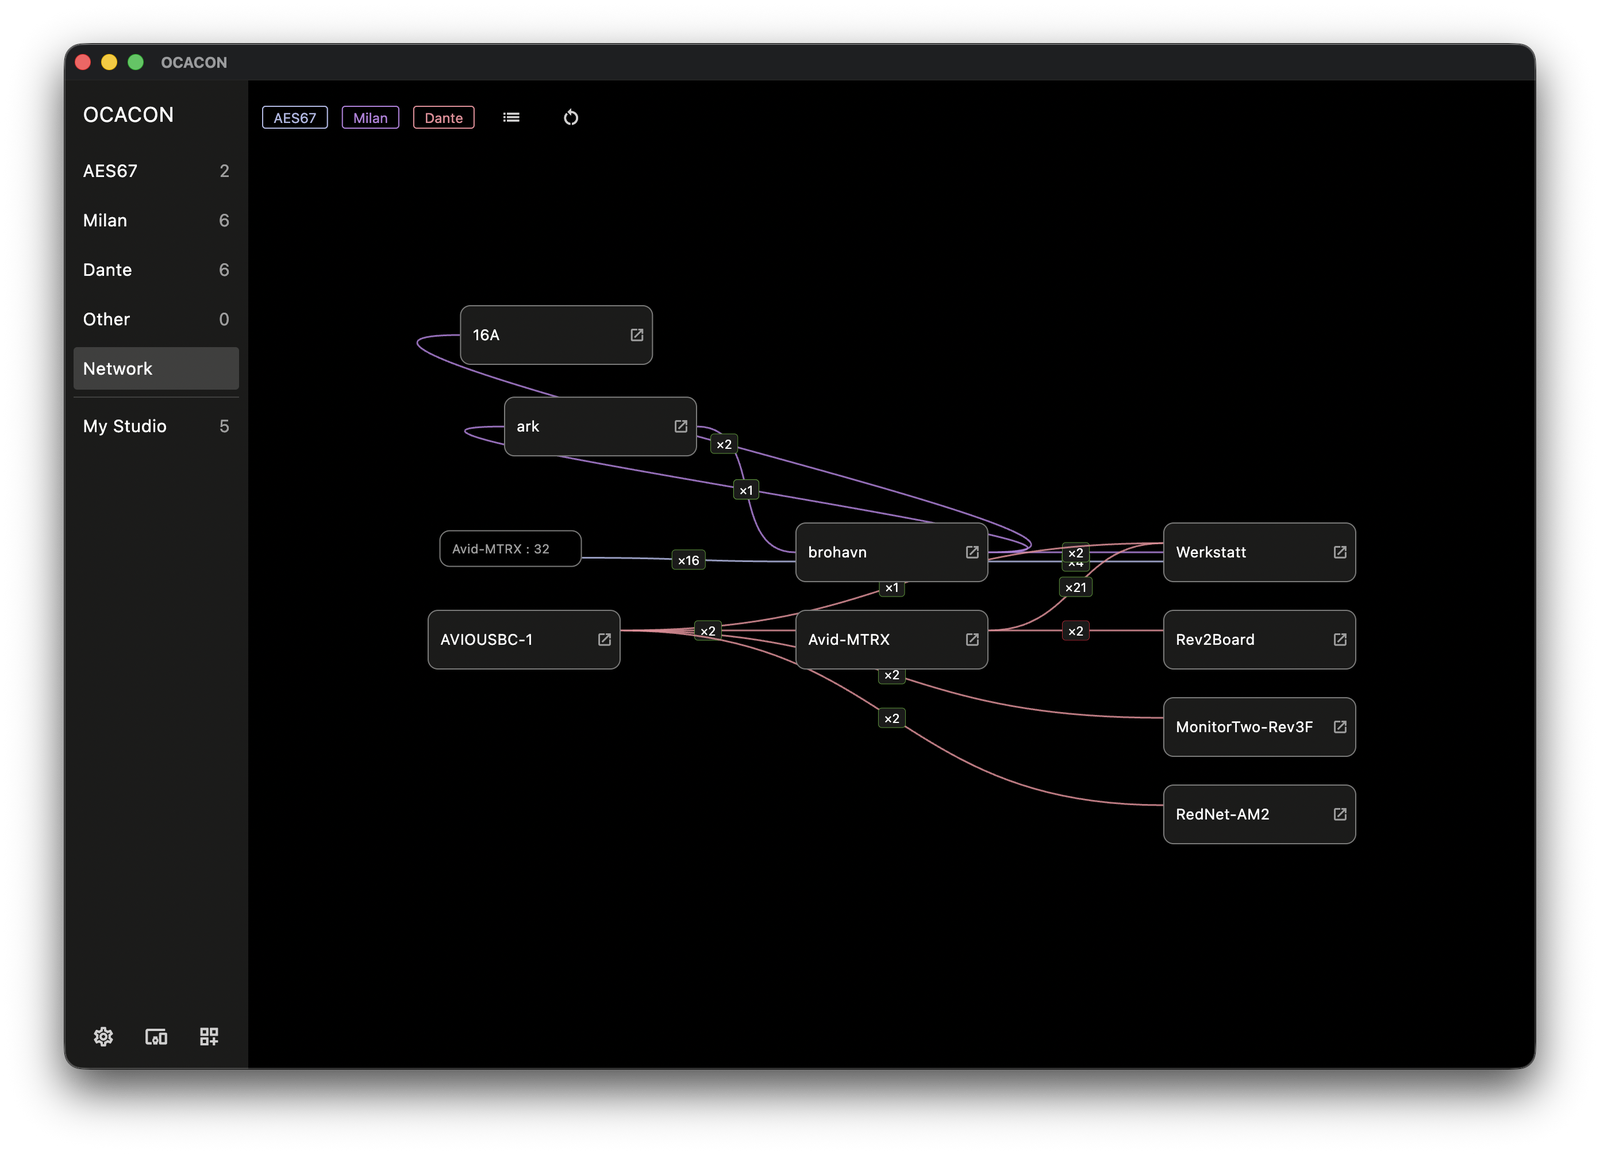 OCACON
OCACON
AES67 2
Milan 6
Dante 6
Other 0
Network
My Studio 5
AES67 Milan Dante
16A
ark
×2
×1
Avid-MTRX : 32
×16
brohavn
×2
×4
Werkstatt
×1
×21
AVIOUSBC-1
×2
Avid-MTRX
×2
Rev2Board
×2
MonitorTwo-Rev3F
×2
RedNet-AM2